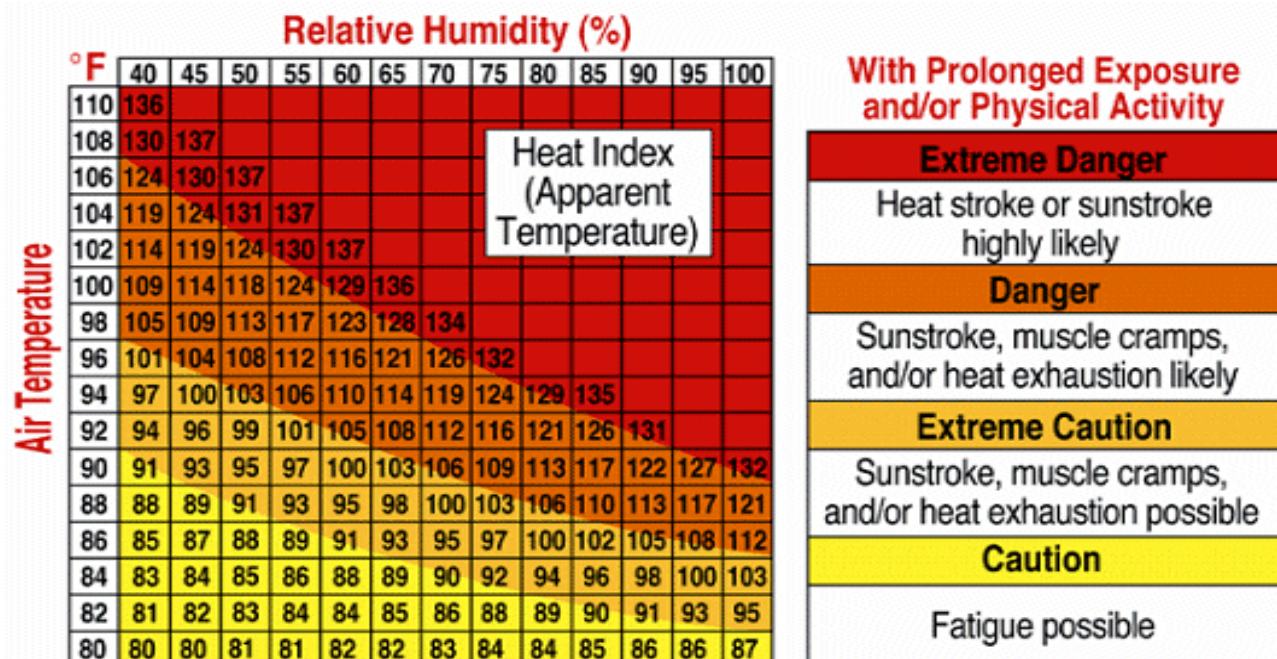 Relative Humidity (%)
°F 40 45 50 55 60 65 70 75 80 85 90 95 100
110 136
108 130 137
106 124 130 137
104 119 124 131 137
102 114 119 124 130 137
100 109 114 118 124 129 136
98 105 109 113 117 123 128 134
96 101 104 108 112 116 121 126 132
94 97 100 103 106 110 114 119 124 129 135
92 94 96 99 101 105 108 112 116 121 126 131
90 91 93 95 97 100 103 106 109 113 117 122 127 132
88 88 89 91 93 95 98 100 103 106 110 113 117 121
86 85 87 88 89 91 93 95 97 100 102 105 108 112
84 83 84 85 86 88 89 90 92 94 96 98 100 103
82 81 82 83 84 84 85 86 88 89 90 91 93 95
80 80 80 81 81 82 82 83 84 84 85 86 86 87
Air Temperature
Heat Index
(Apparent
Temperature)
With Prolonged Exposure
and/or Physical Activity
Extreme Danger
Heat stroke or sunstroke
highly likely
Danger
Sunstroke, muscle cramps,
and/or heat exhaustion likely
Extreme Caution
Sunstroke, muscle cramps,
and/or heat exhaustion possible
Caution
Fatigue possible